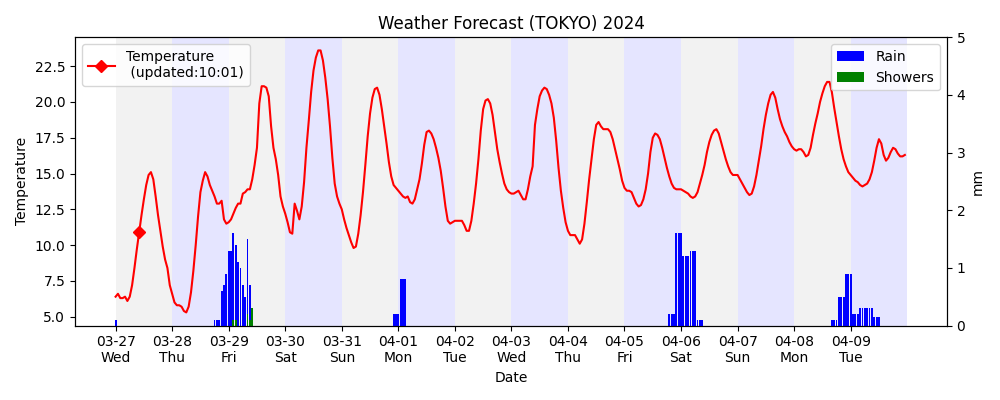 Weather Forecast (TOKYO) 2024
Temperature
(updated:10:01)
Rain
Showers
Temperature
22.5
20.0
17.5
15.0
12.5
10.0
7.5
5.0
5
4
3
2
1
0
mm
03-27 03-28 03-29 03-30 03-31 04-01 04-02 04-03 04-04 04-05 04-06 04-07 04-08 04-09
Wed Thu Fri Sat Sun Mon Tue Wed Thu Fri Sat Sun Mon Tue
Date